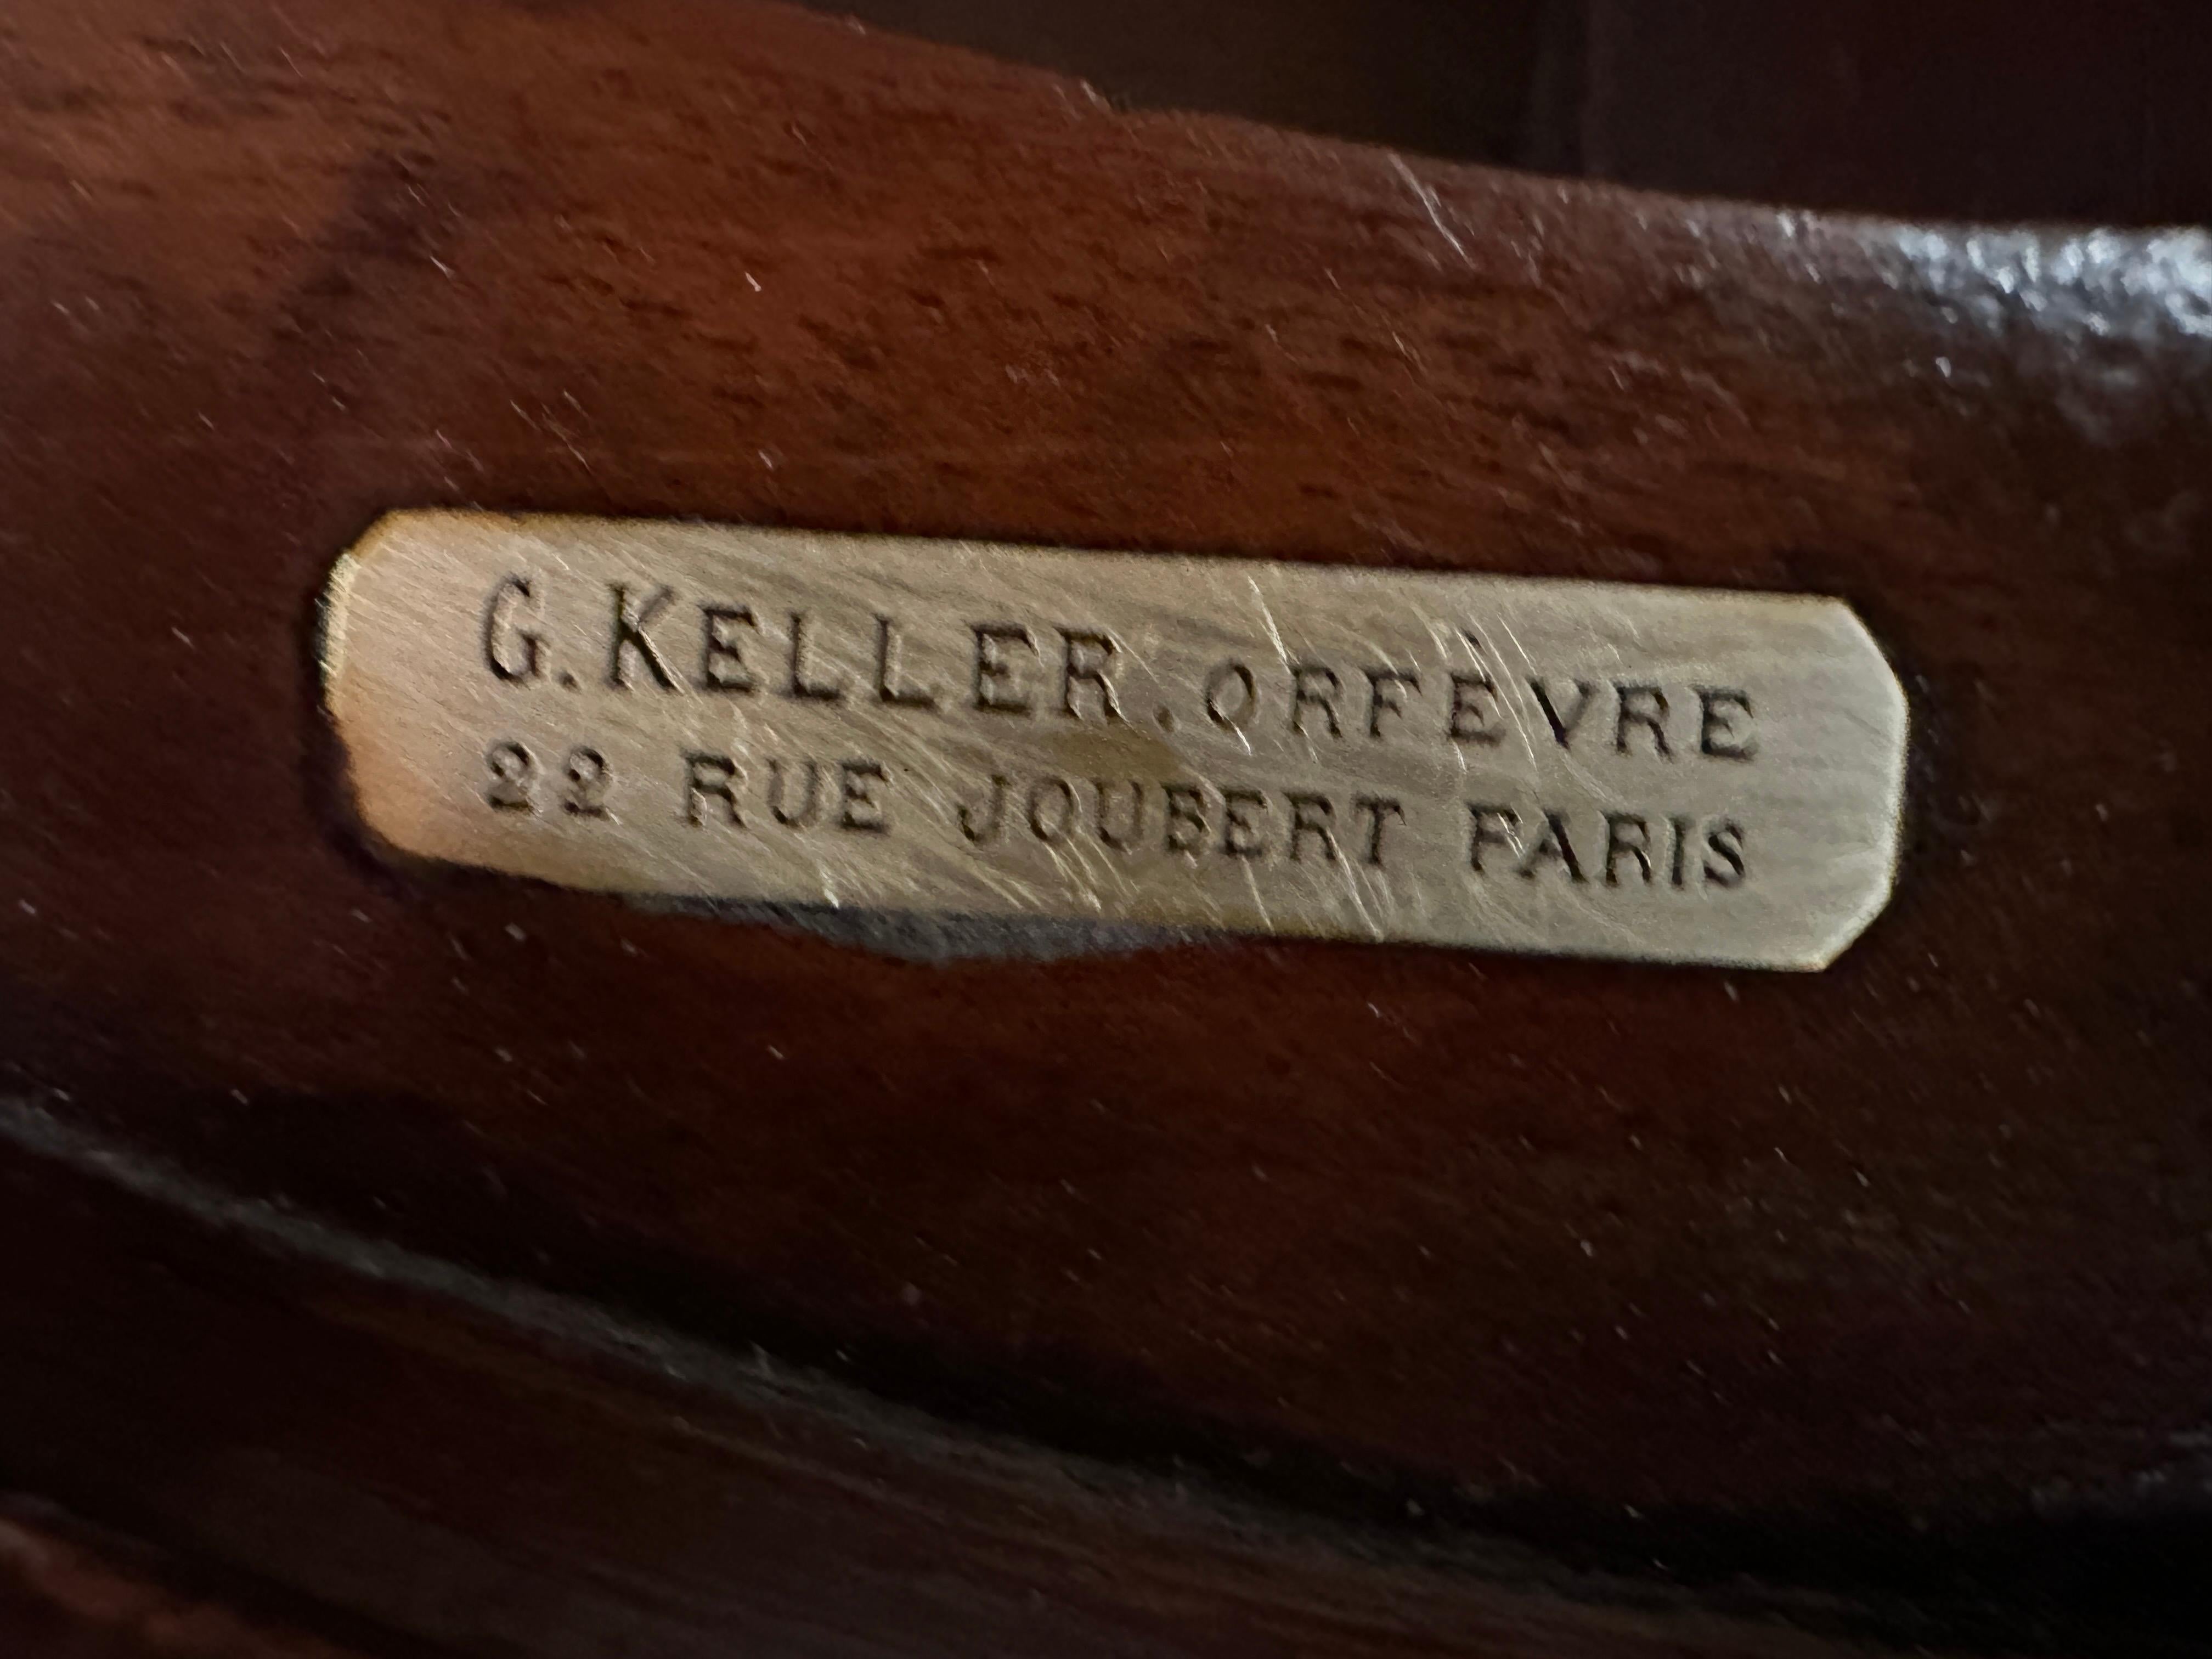 G. KELLER. ORFÈVRE
22 RUE JOUBERT PARIS